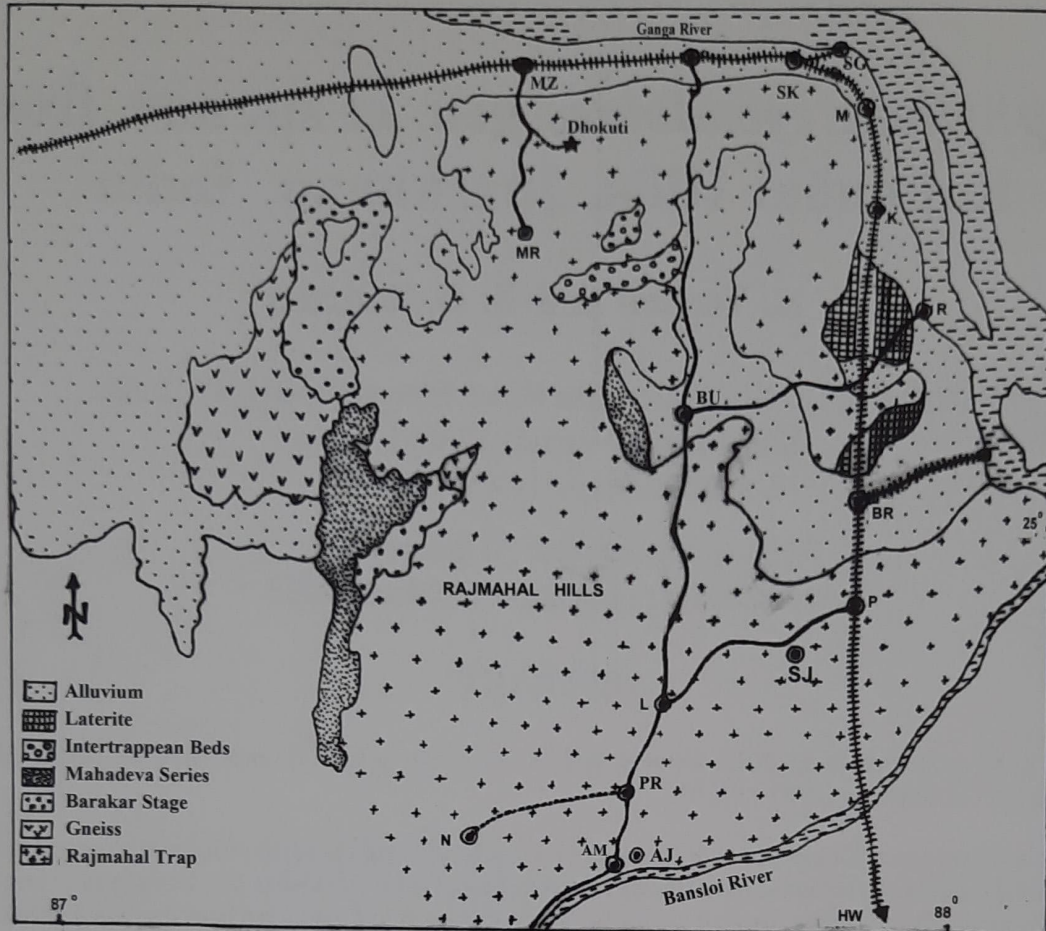 Ganga River
MZ
SG
SK
M
Dhokuti
K
MR
R
BU
BR
25°
RAJMAHAL HILLS
P
SJ
L
PR
N
AM
AJ
Bansloi River
HW
87°
88°
N
Alluvium
Laterite
Intertrappean Beds
Mahadeva Series
Barakar Stage
Gneiss
Rajmahal Trap